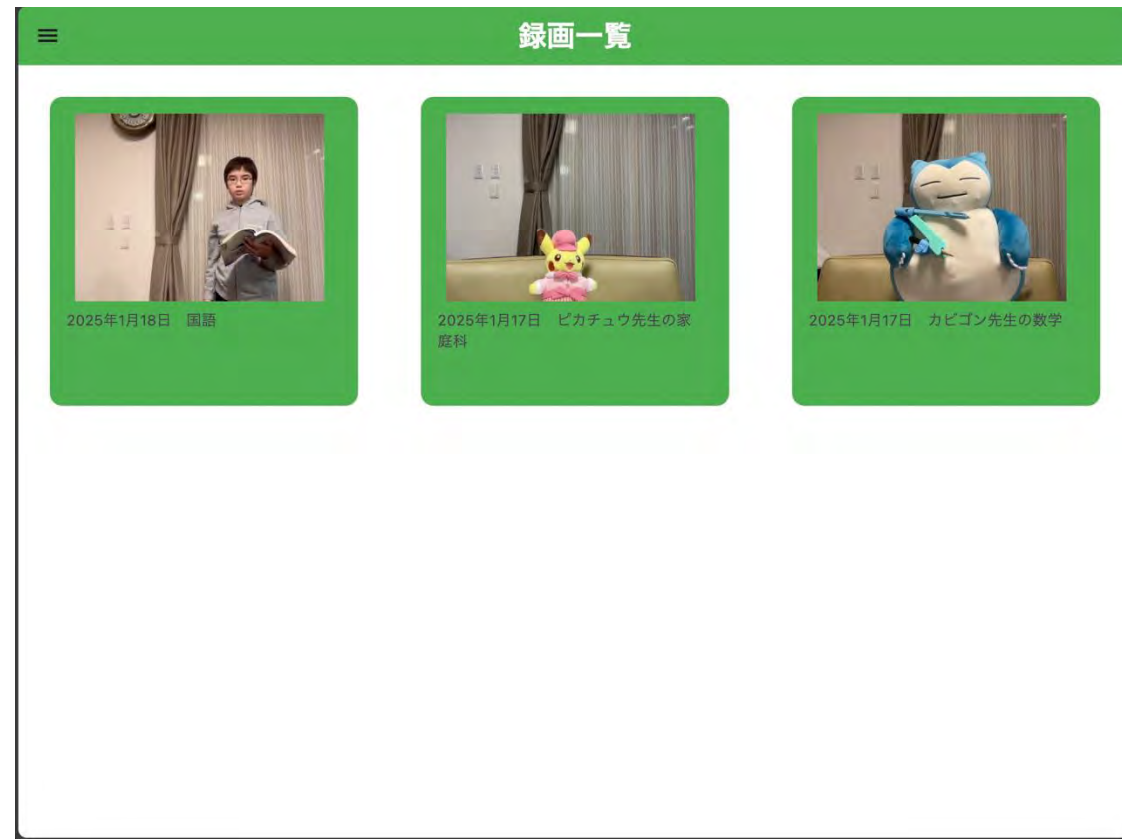 録画一覧
2025年1月18日　国語
2025年1月17日　ピカチュウ先生の家
庭科
2025年1月17日　カビゴン先生の数学